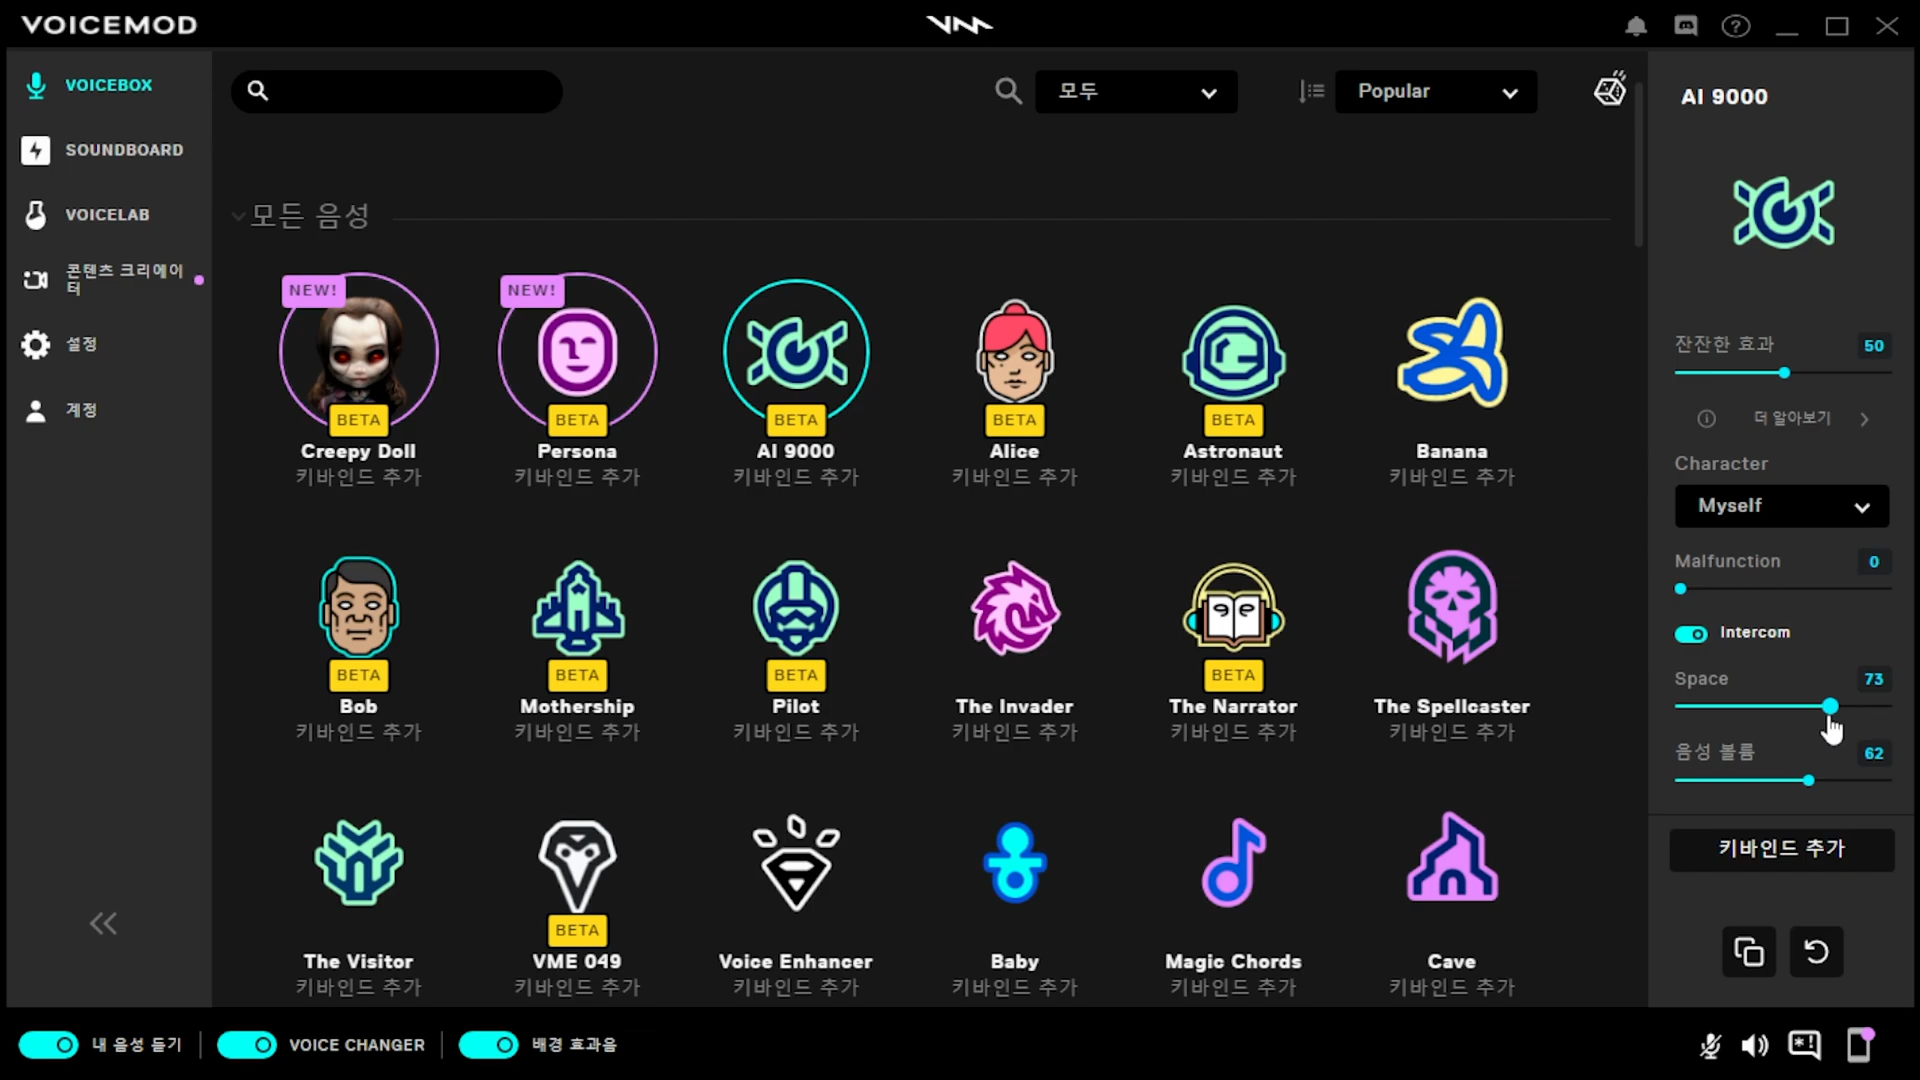 VOICEMOD
VOICEBOX
SOUNDBOARD
VOICELAB
콘텐츠 크리에이
터
설정
계정
모두
Popular
모든 음성
NEW!
BETA
Creepy Doll
키바인드 추가
NEW!
BETA
Persona
키바인드 추가
BETA
AI 9000
키바인드 추가
BETA
Alice
키바인드 추가
BETA
Astronaut
키바인드 추가
Banana
키바인드 추가
BETA
Bob
키바인드 추가
BETA
Mothership
키바인드 추가
BETA
Pilot
키바인드 추가
The Invader
키바인드 추가
BETA
The Narrator
키바인드 추가
The Spellcaster
키바인드 추가
The Visitor
키바인드 추가
BETA
VME 049
키바인드 추가
Voice Enhancer
키바인드 추가
Baby
키바인드 추가
Magic Chords
키바인드 추가
Cave
키바인드 추가
AI 9000
잔잔한 효과 50
더 알아보기
Character
Myself
Malfunction 0
Intercom
Space 73
음성 볼륨 62
키바인드 추가
내 음성 듣기
VOICE CHANGER
배경 효과음